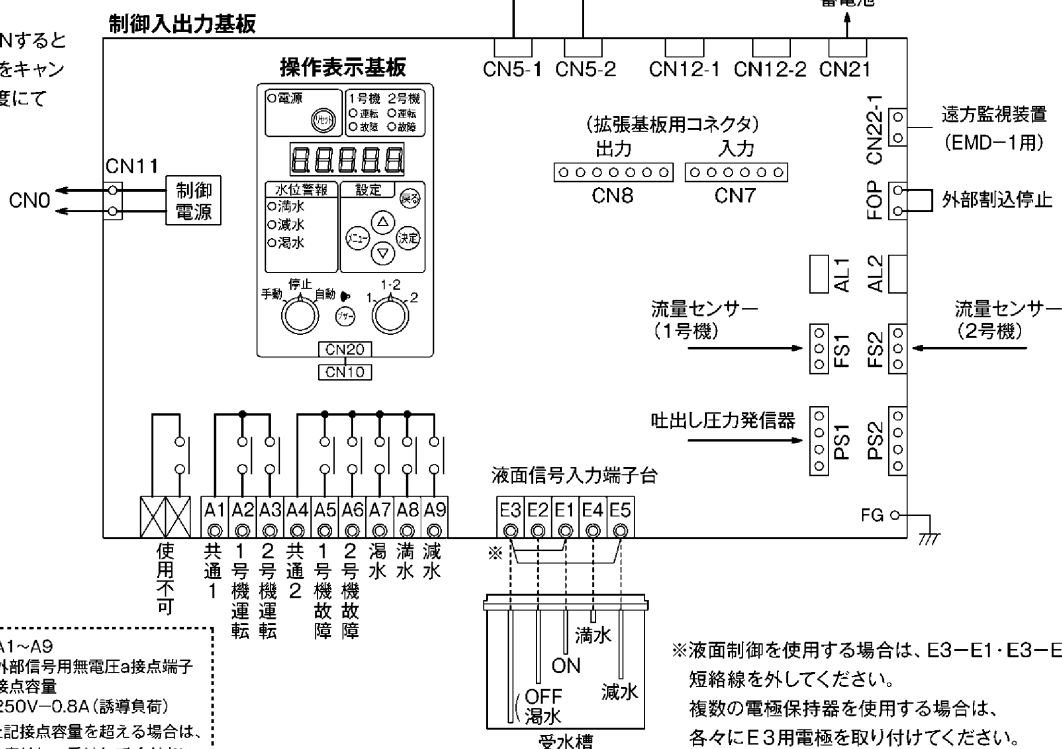 制御入出力基板
Nすると
をキャン
度にて
操作表示基板
電源
リセット
1号機 2号機
運転 運転
故障 故障
水位警報
満水
減水
渇水
設定
戻る
メニュー
決定
手動 停止 自動
ブザー
1 1-2 2
CN20
CN10
CN11
CN0
制御
電源
CN5-1 CN5-2 CN12-1 CN12-2 CN21
(拡張基板用コネクタ)
出力 入力
CN8 CN7
CN22-1
遠方監視装置
(EMD-1用)
FOP
外部割込停止
AL1 AL2
流量センサー
(1号機)
FS1 FS2
流量センサー
(2号機)
吐出し圧力発信器
PS1 PS2
FG
液面信号入力端子台
A1 A2 A3 A4 A5 A6 A7 A8 A9
E3 E2 E1 E4 E5
※
使用不可
共通1
1号機運転
2号機運転
共通2
1号機故障
2号機故障
渇水
満水
減水
満水
ON
OFF
渇水
減水
受水槽
A1~A9
外部信号用無電圧a接点端子
接点容量
250V-0.8A(誘導負荷)
上記接点容量を超える場合は、
※液面制御を使用する場合は、E3-E1・E3-E
短絡線を外してください。
複数の電極保持器を使用する場合は、
各々にE3用電極を取り付けてください。